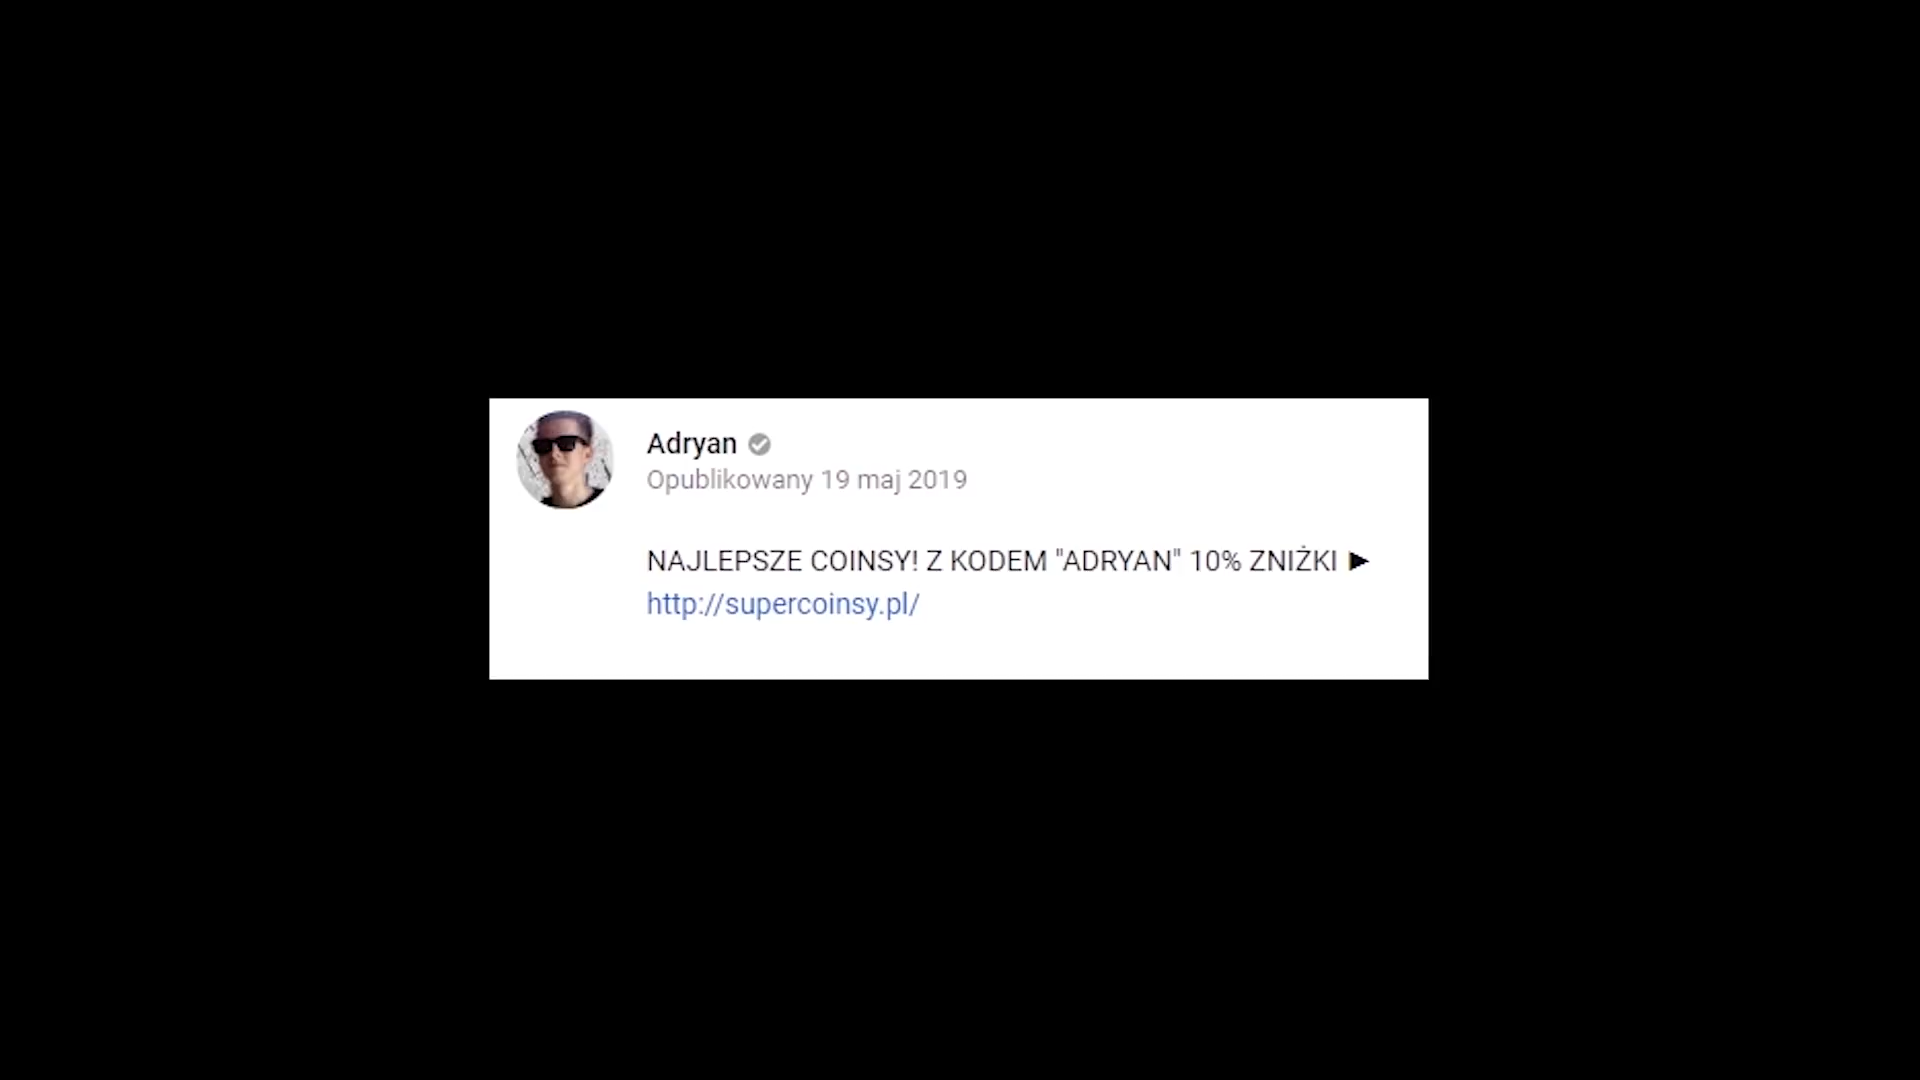 Adryan
Opublikowany 19 maj 2019
NAJLEPSZE COINSY! Z KODEM "ADRYAN" 10% ZNIŻKI ►
http://supercoinsy.pl/